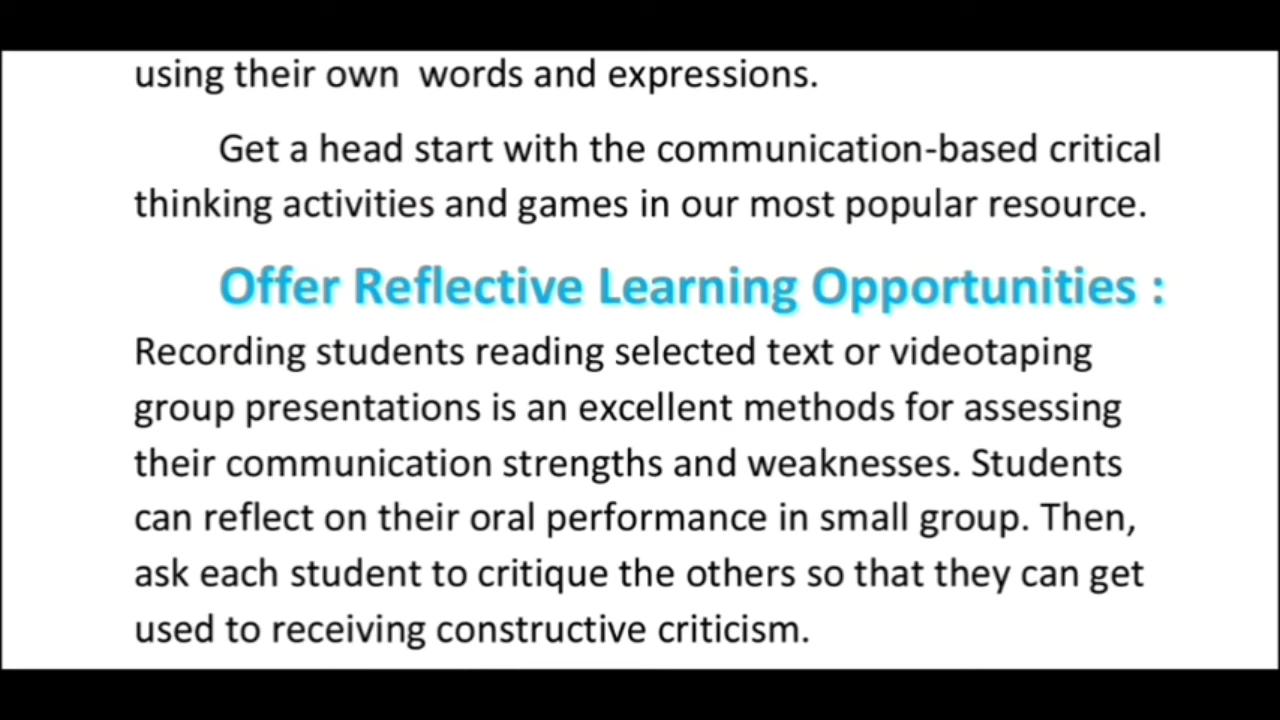 using their own words and expressions.
Get a head start with the communication-based critical
thinking activities and games in our most popular resource.
Offer Reflective Learning Opportunities :
Recording students reading selected text or videotaping
group presentations is an excellent methods for assessing
their communication strengths and weaknesses. Students
can reflect on their oral performance in small group. Then,
ask each student to critique the others so that they can get
used to receiving constructive criticism.